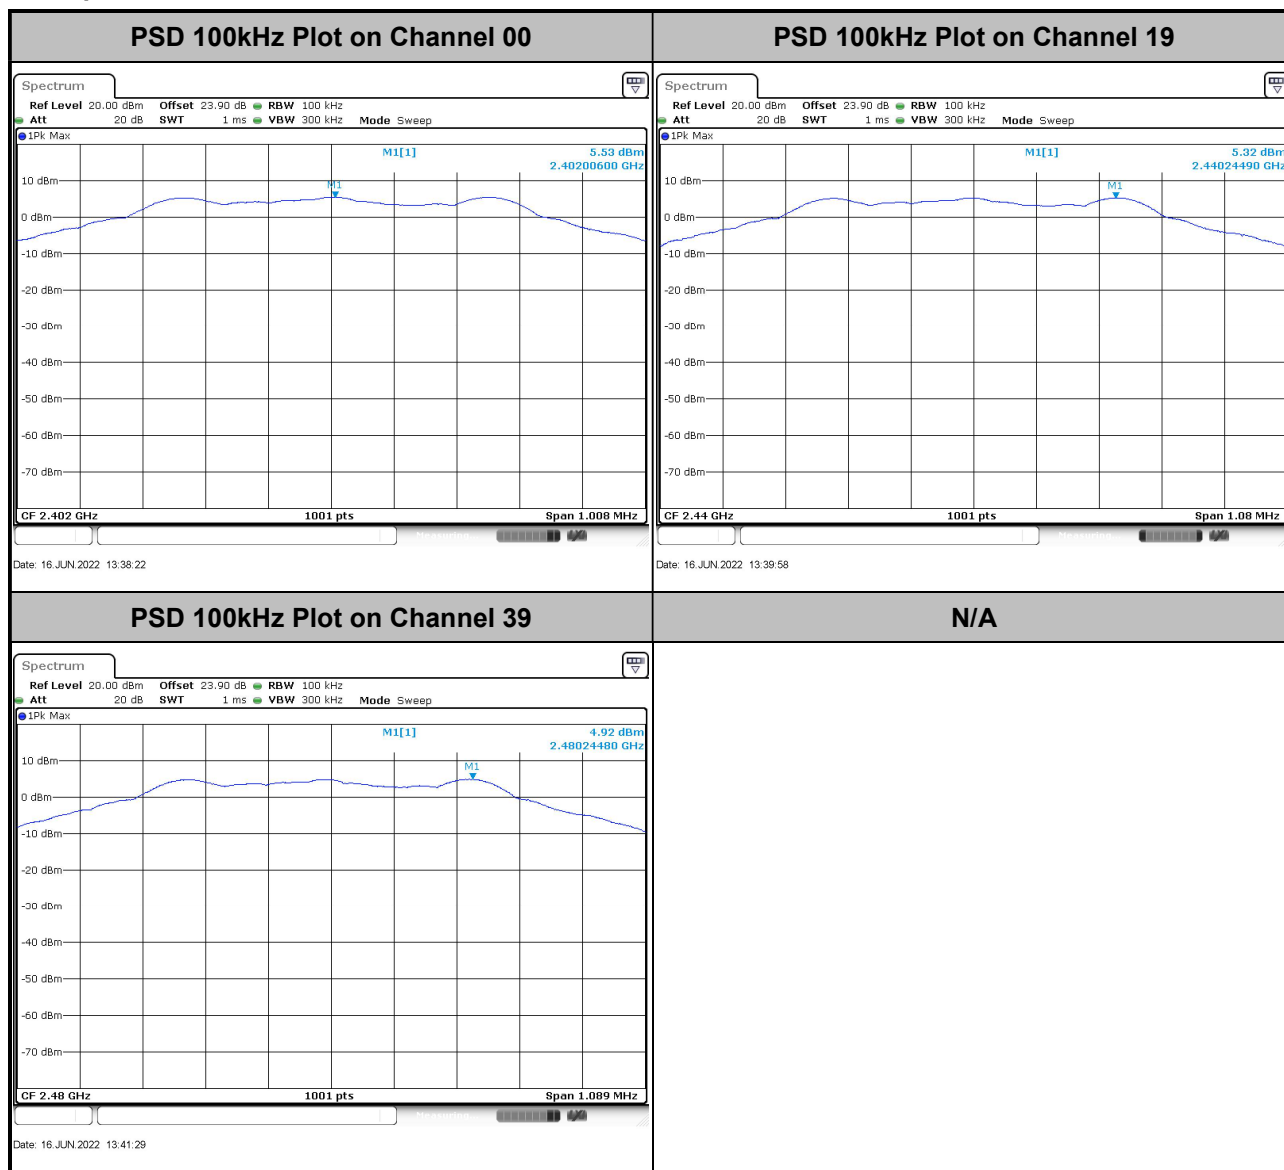 PSD 100kHz Plot on Channel 00
PSD 100kHz Plot on Channel 19
Spectrum
Ref Level 20.00 dBm Offset 23.90 dB RBW 100 kHz
Att 20 dB SWT 1 ms VBW 300 kHz Mode Sweep
1Pk Max
M1[1] 5.53 dBm
2.40200600 GHz
10 dBm
M1
0 dBm
-10 dBm
-20 dBm
-30 dBm
-40 dBm
-50 dBm
-60 dBm
-70 dBm
CF 2.402 GHz 1001 pts Span 1.008 MHz
Measuring
Date: 16.JUN.2022 13:38:22
Spectrum
Ref Level 20.00 dBm Offset 23.90 dB RBW 100 kHz
Att 20 dB SWT 1 ms VBW 300 kHz Mode Sweep
1Pk Max
M1[1] 5.32 dBm
2.44024490 GHz
10 dBm
M1
0 dBm
-10 dBm
-20 dBm
-30 dBm
-40 dBm
-50 dBm
-60 dBm
-70 dBm
CF 2.44 GHz 1001 pts Span 1.08 MHz
Measuring
Date: 16.JUN.2022 13:39:58
PSD 100kHz Plot on Channel 39
N/A
Spectrum
Ref Level 20.00 dBm Offset 23.90 dB RBW 100 kHz
Att 20 dB SWT 1 ms VBW 300 kHz Mode Sweep
1Pk Max
M1[1] 4.92 dBm
2.48024480 GHz
10 dBm
M1
0 dBm
-10 dBm
-20 dBm
-30 dBm
-40 dBm
-50 dBm
-60 dBm
-70 dBm
CF 2.48 GHz 1001 pts Span 1.089 MHz
Measuring
Date: 16.JUN.2022 13:41:29